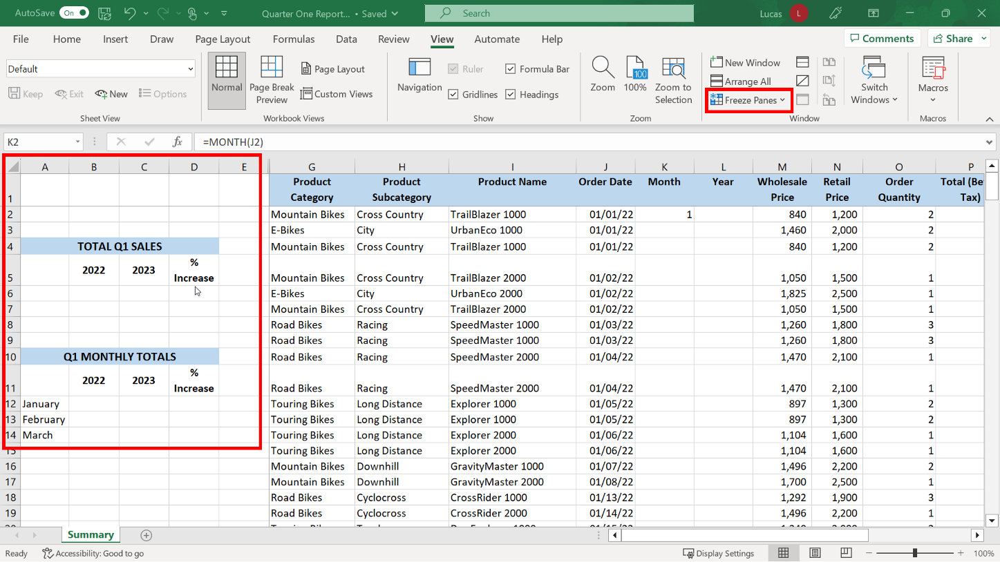 AutoSave On Quarter One Report... • Saved Search Lucas L
File Home Insert Draw Page Layout Formulas Data Review View Automate Help Comments Share
Default
Keep Exit New Options
Sheet View
Normal
Page Break
Preview
Page Layout
Custom Views
Workbook Views
Navigation
Ruler Formula Bar
Gridlines Headings
Show
Zoom
100
100%
Zoom to
Selection
Zoom
New Window
Arrange All
Freeze Panes
Switch
Windows
Window
Macros
Macros
K2 fx =MONTH(J2)
A B C D E G H I J K L M N O P
1 Product Category Product Subcategory Product Name Order Date Month Year Wholesale Price Retail Price Order Quantity Total (Be Tax)
2 Mountain Bikes Cross Country TrailBlazer 1000 01/01/22 1 840 1,200 2
3 E-Bikes City UrbanEco 1000 01/01/22 1,460 2,000 2
4 TOTAL Q1 SALES Mountain Bikes Cross Country TrailBlazer 1000 01/01/22 840 1,200 2
5 2022 2023 % Increase Mountain Bikes Cross Country TrailBlazer 2000 01/02/22 1,050 1,500 1
6 E-Bikes City UrbanEco 2000 01/02/22 1,825 2,500 1
7 Mountain Bikes Cross Country TrailBlazer 2000 01/02/22 1,050 1,500 1
8 Road Bikes Racing SpeedMaster 1000 01/03/22 1,260 1,800 3
9 Road Bikes Racing SpeedMaster 1000 01/03/22 1,260 1,800 3
10 Q1 MONTHLY TOTALS Road Bikes Racing SpeedMaster 2000 01/04/22 1,470 2,100 1
11 2022 2023 % Increase Road Bikes Racing SpeedMaster 2000 01/04/22 1,470 2,100 1
12 January Touring Bikes Long Distance Explorer 1000 01/05/22 897 1,300 2
13 February Touring Bikes Long Distance Explorer 1000 01/05/22 897 1,300 2
14 March Touring Bikes Long Distance Explorer 2000 01/06/22 1,104 1,600 1
15 Touring Bikes Long Distance Explorer 2000 01/06/22 1,104 1,600 1
16 Mountain Bikes Downhill GravityMaster 1000 01/07/22 1,496 2,200 2
17 Mountain Bikes Downhill GravityMaster 2000 01/08/22 1,700 2,500 1
18 Road Bikes Cyclocross CrossRider 1000 01/13/22 1,292 1,900 3
19 Road Bikes Cyclocross CrossRider 2000 01/14/22 1,496 2,200 1
Summary
Ready Accessibility: Good to go Display Settings 100%